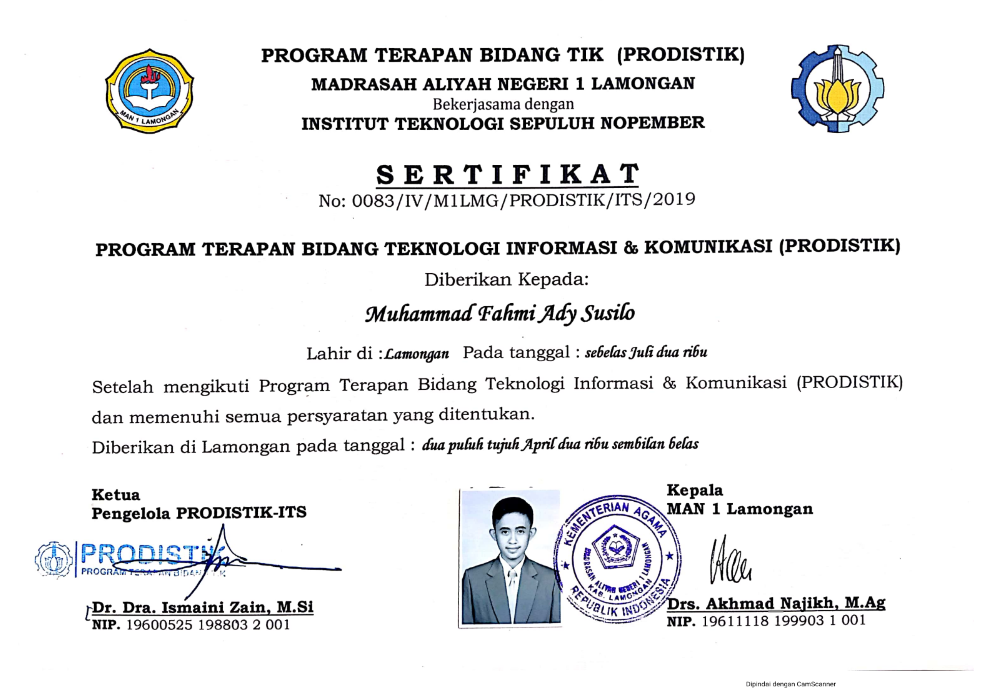 PROGRAM TERAPAN BIDANG TIK (PRODISTIK)
MADRASAH ALIYAH NEGERI 1 LAMONGAN
Bekerjasama dengan
INSTITUT TEKNOLOGI SEPULUH NOPEMBER
MAN 1 LAMONGAN
SERTIFIKAT
No: 0083/IV/M1LMG/PRODISTIK/ITS/2019
PROGRAM TERAPAN BIDANG TEKNOLOGI INFORMASI & KOMUNIKASI (PRODISTIK)
Diberikan Kepada:
Muhammad Fahmi Ady Susilo
Lahir di : Lamongan Pada tanggal : sebelas Juli dua ribu
Setelah mengikuti Program Terapan Bidang Teknologi Informasi & Komunikasi (PRODISTIK)
dan memenuhi semua persyaratan yang ditentukan.
Diberikan di Lamongan pada tanggal : dua puluh tujuh April dua ribu sembilan belas
Ketua
Pengelola PRODISTIK-ITS
PRODISTIK
PROGRAM TERAPAN BIDANG TIK
Dr. Dra. Ismaini Zain, M.Si
NIP. 19600525 198803 2 001
KEMENTERIAN AGAMA
MADRASAH ALIYAH NEGERI 1 LAMONGAN
KAB. LAMONGAN
REPUBLIK INDONESIA
Kepala
MAN 1 Lamongan
Drs. Akhmad Najikh, M.Ag
NIP. 19611118 199903 1 001
Dipindai dengan CamScanner